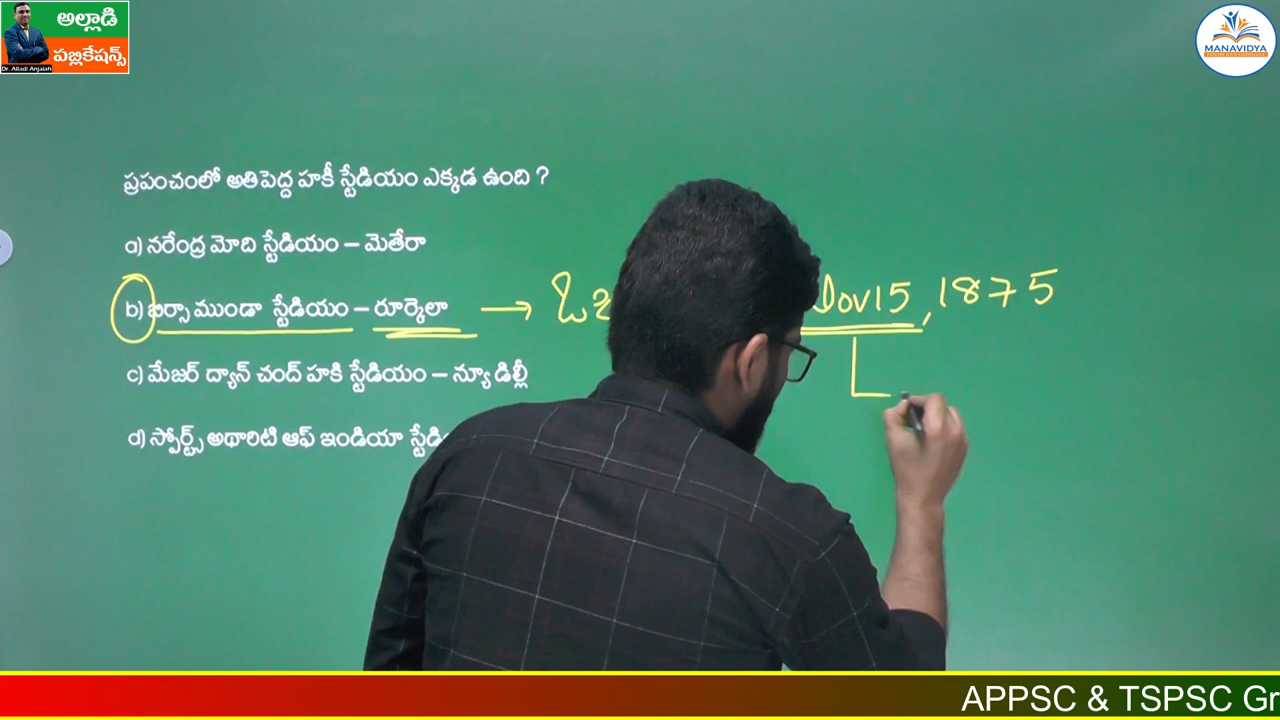 అల్లాడి
పబ్లికేషన్స్
Dr. Alladi Anjaiah
MANAVIDYA
ప్రపంచంలో అతిపెద్ద హకీ స్టేడియం ఎక్కడ ఉంది ?
a) నరేంద్ర మోది స్టేడియం – మెతేరా
b) బిర్సా ముండా స్టేడియం – రూర్కెలా → ఓ
15, 1875
c) మేజర్ ద్యాన్ చంద్ హకి స్టేడియం – న్యూ డిల్లీ
d) స్పోర్ట్స్ అథారిటి ఆఫ్ ఇండియా
APPSC & TSPSC Gr